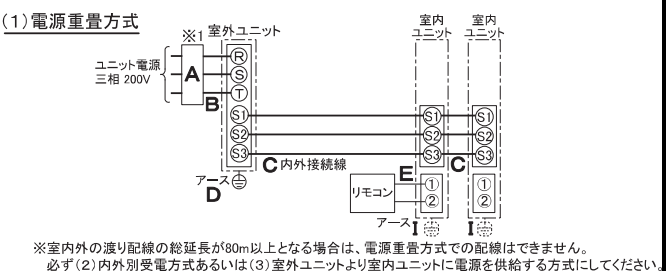 (1)電源重畳方式
※1
室外ユニット
室内
ユニット
室内
ユニット
ユニット電源
三相 200V
A
B
R
S
T
S1
S2
S3
S1
S2
S3
S1
S2
S3
C 内外接続線
C
アース
D
リモコン
E
①
②
①
②
アース
I
I
※室内外の渡り配線の総延長が80m以上となる場合は、電源重畳方式での配線はできません。
必ず(2)内外別受電方式あるいは(3)室外ユニットより室内ユニットに電源を供給する方式にしてください。